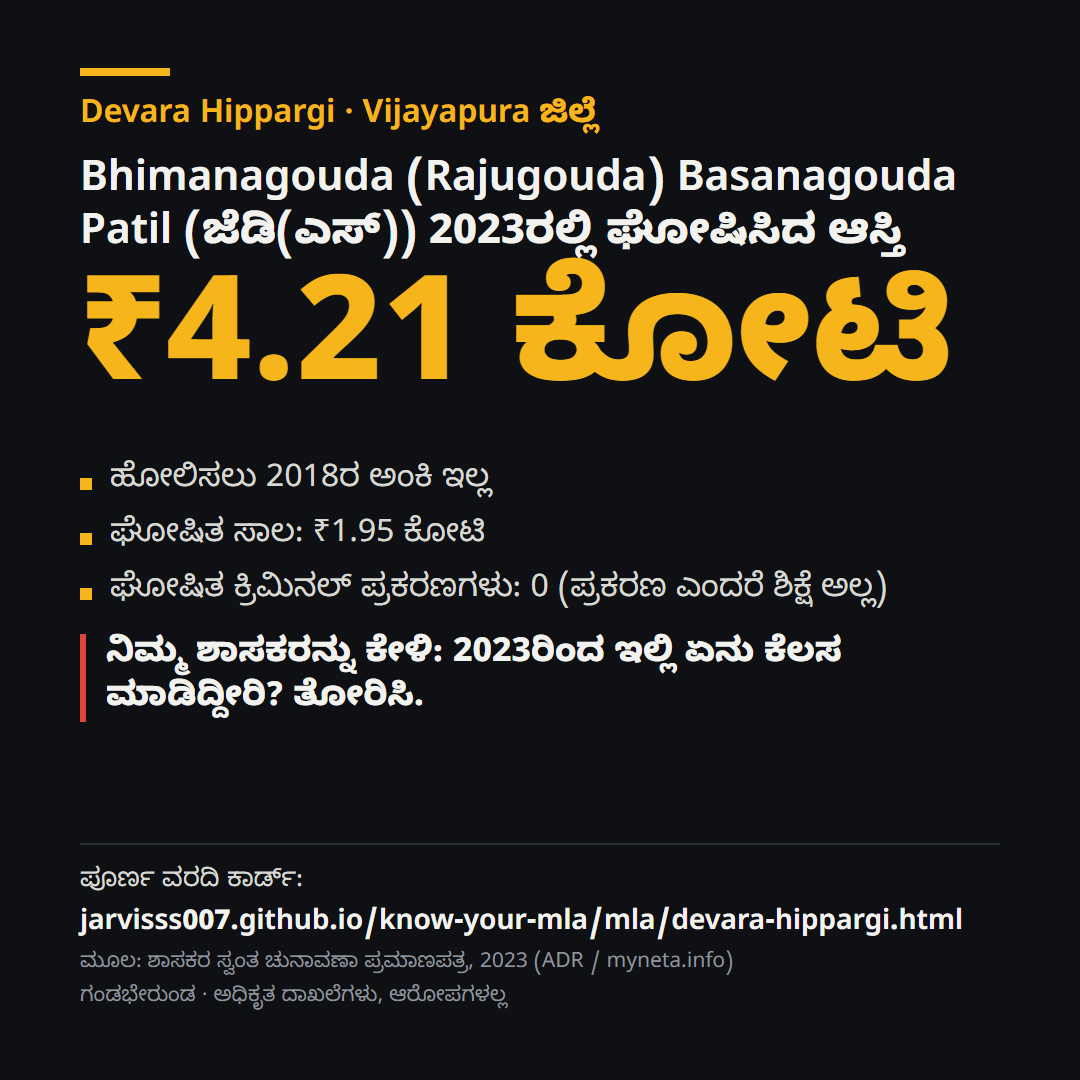 Devara Hippargi · Vijayapura ಜಿಲ್ಲೆ
Bhimanagouda (Rajugouda) Basanagouda
Patil (ಜೆಡಿ(ಎಸ್)) 2023ರಲ್ಲಿ ಘೋಷಿಸಿದ ಆಸ್ತಿ
₹4.21 ಕೋಟಿ
ಹೋಲಿಸಲು 2018ರ ಅಂಕಿ ಇಲ್ಲ
ಘೋಷಿತ ಸಾಲ: ₹1.95 ಕೋಟಿ
ಘೋಷಿತ ಕ್ರಿಮಿನಲ್ ಪ್ರಕರಣಗಳು: 0 (ಪ್ರಕರಣ ಎಂದರೆ ಶಿಕ್ಷೆ ಅಲ್ಲ)
ನಿಮ್ಮ ಶಾಸಕರನ್ನು ಕೇಳಿ: 2023ರಿಂದ ಇಲ್ಲಿ ಏನು ಕೆಲಸ
ಮಾಡಿದ್ದೀರಿ? ತೋರಿಸಿ.
ಪೂರ್ಣ ವರದಿ ಕಾರ್ಡ್:
jarvisss007.github.io/know-your-mla/mla/devara-hippargi.html
ಮೂಲ: ಶಾಸಕರ ಸ್ವಂತ ಚುನಾವಣಾ ಪ್ರಮಾಣಪತ್ರ, 2023 (ADR / myneta.info)
ಗಂಡಭೇರುಂಡ · ಅಧಿಕೃತ ದಾಖಲೆಗಳು, ಆರೋಪಗಳಲ್ಲ